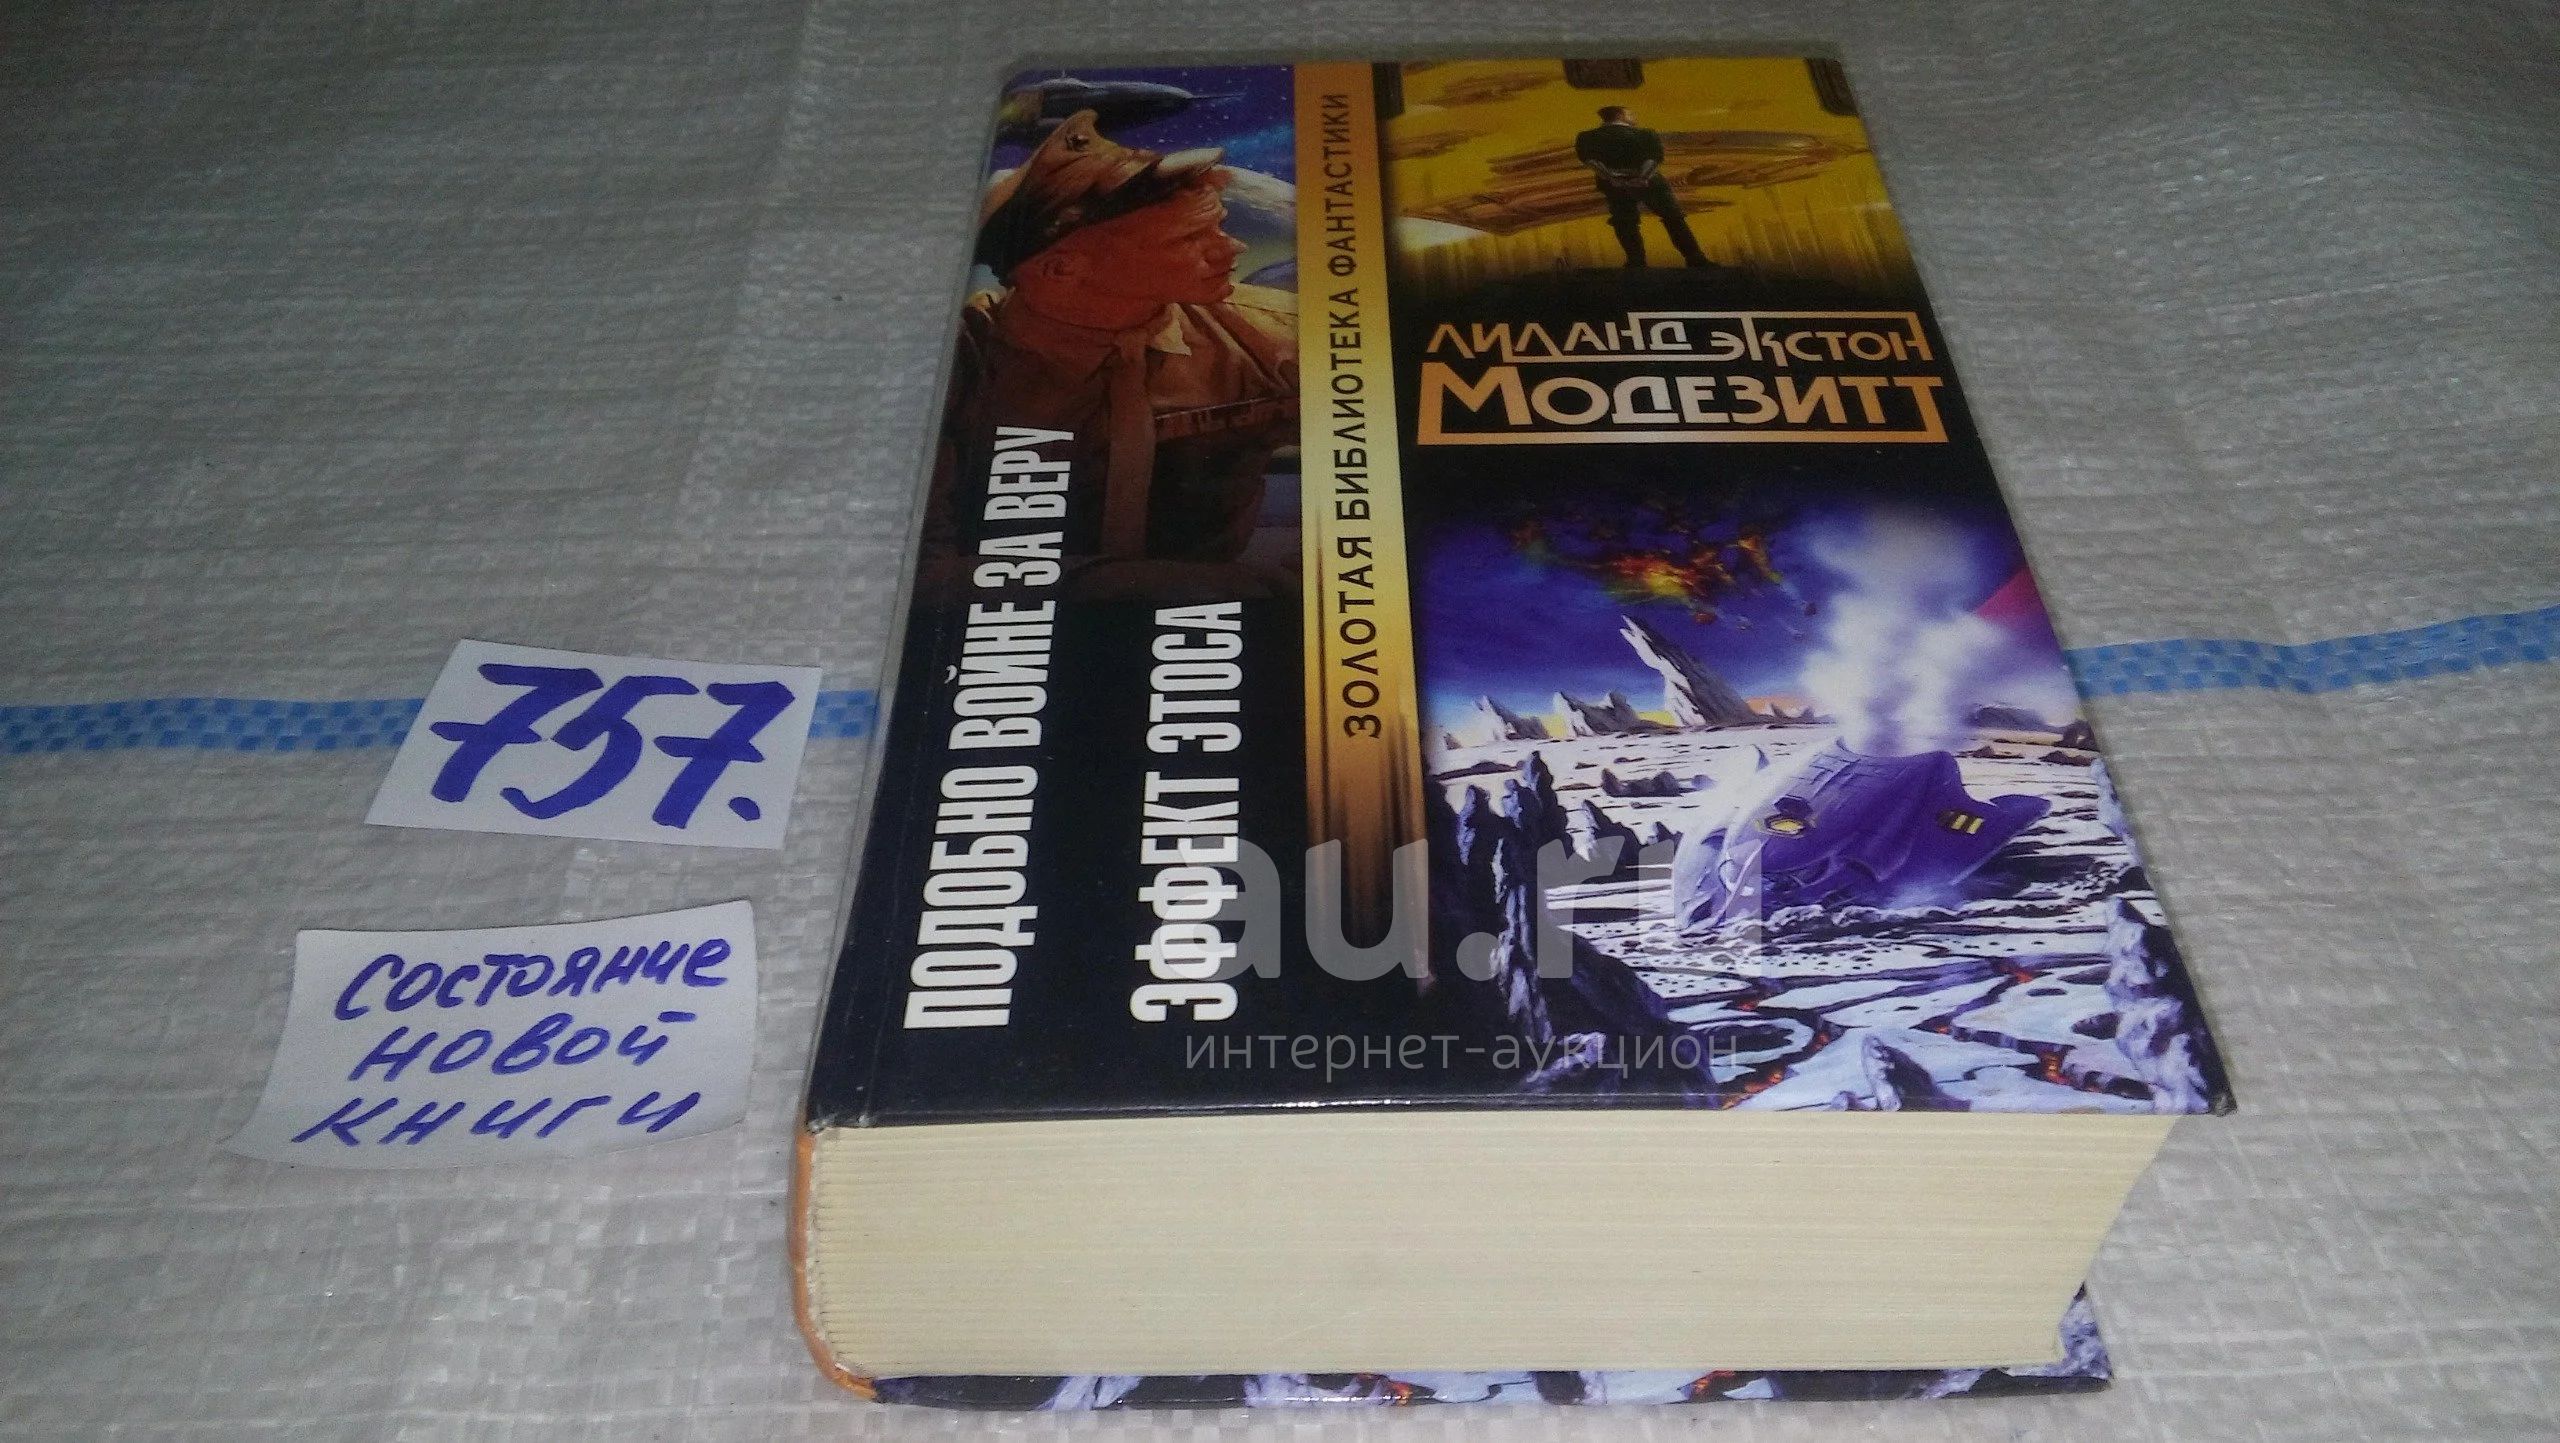 757.
состояние
новой
книги
ПОДОБНО ВОЙНЕ ЗА ВЕРУ
ЭФФЕКТ ЭТОСА
ЗОЛОТАЯ БИБЛИОТЕКА ФАНТАСТИКИ
ЛИЛАНД ЭКСТОН
МОДЕЗИТТ
au.ru
интернет-аукцион